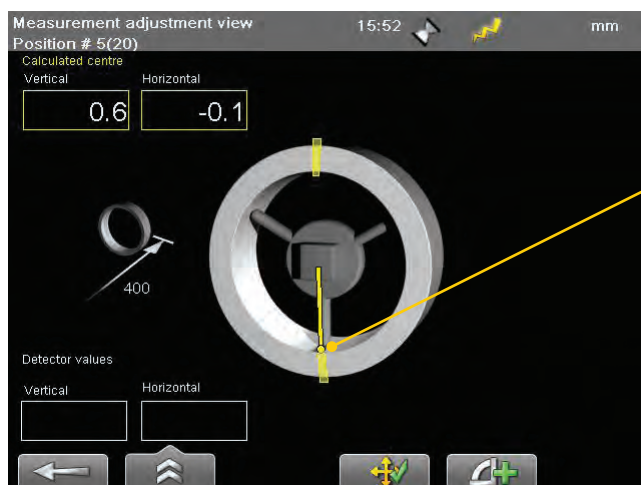 Measurement adjustment view 15:52 mm
Position # 5(20)
Calculated centre
Vertical Horizontal
0.6 -0.1
400
Detector values
Vertical Horizontal